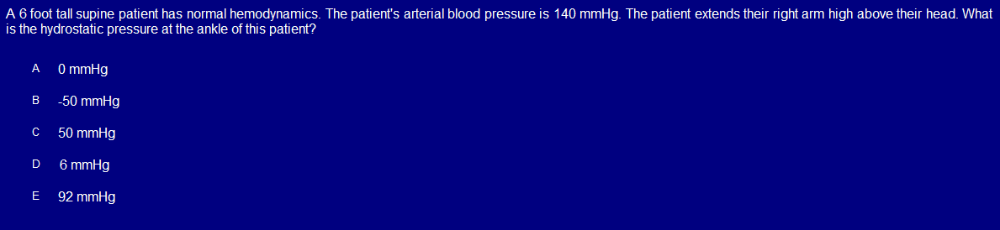 A 6 foot tall supine patient has normal hemodynamics. The patient's arterial blood pressure is 140 mmHg. The patient extends their right arm high above their head. What
is the hydrostatic pressure at the ankle of this patient?
A 0 mmHg
B -50 mmHg
C 50 mmHg
D 6 mmHg
E 92 mmHg